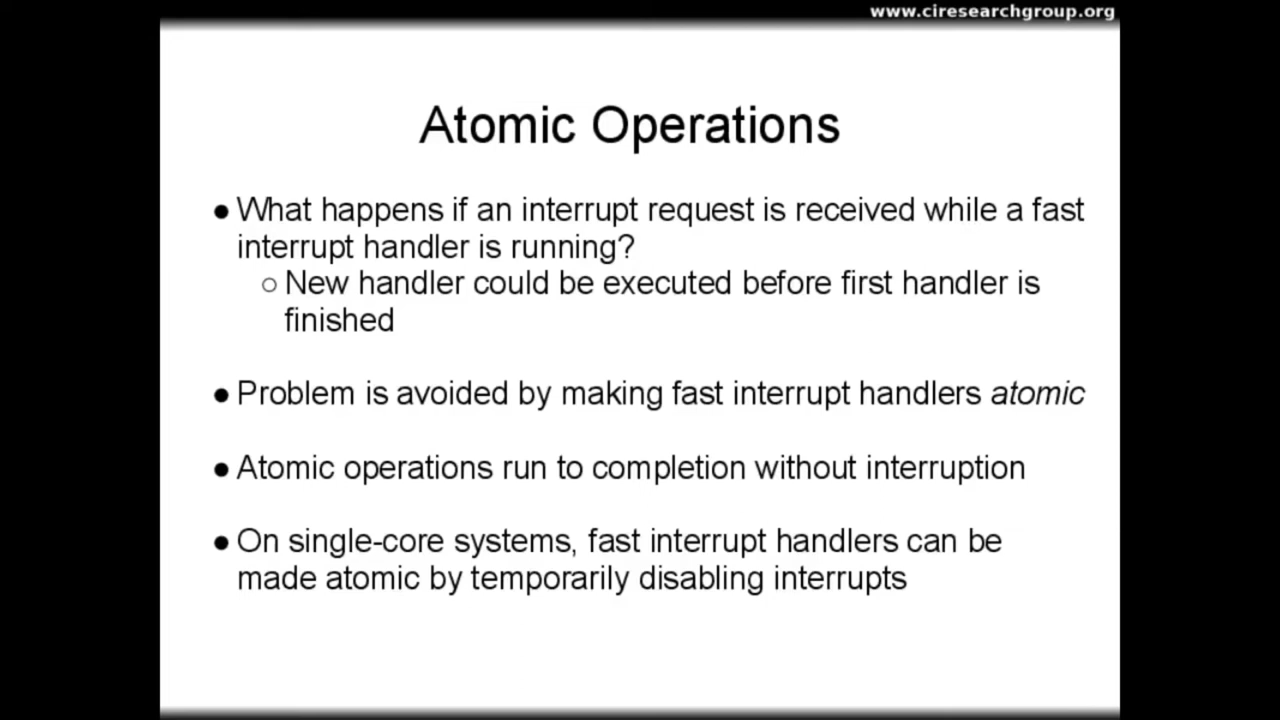 www.ciresearchgroup.org
Atomic Operations
● What happens if an interrupt request is received while a fast
interrupt handler is running?
○ New handler could be executed before first handler is
finished
● Problem is avoided by making fast interrupt handlers atomic
● Atomic operations run to completion without interruption
● On single-core systems, fast interrupt handlers can be
made atomic by temporarily disabling interrupts